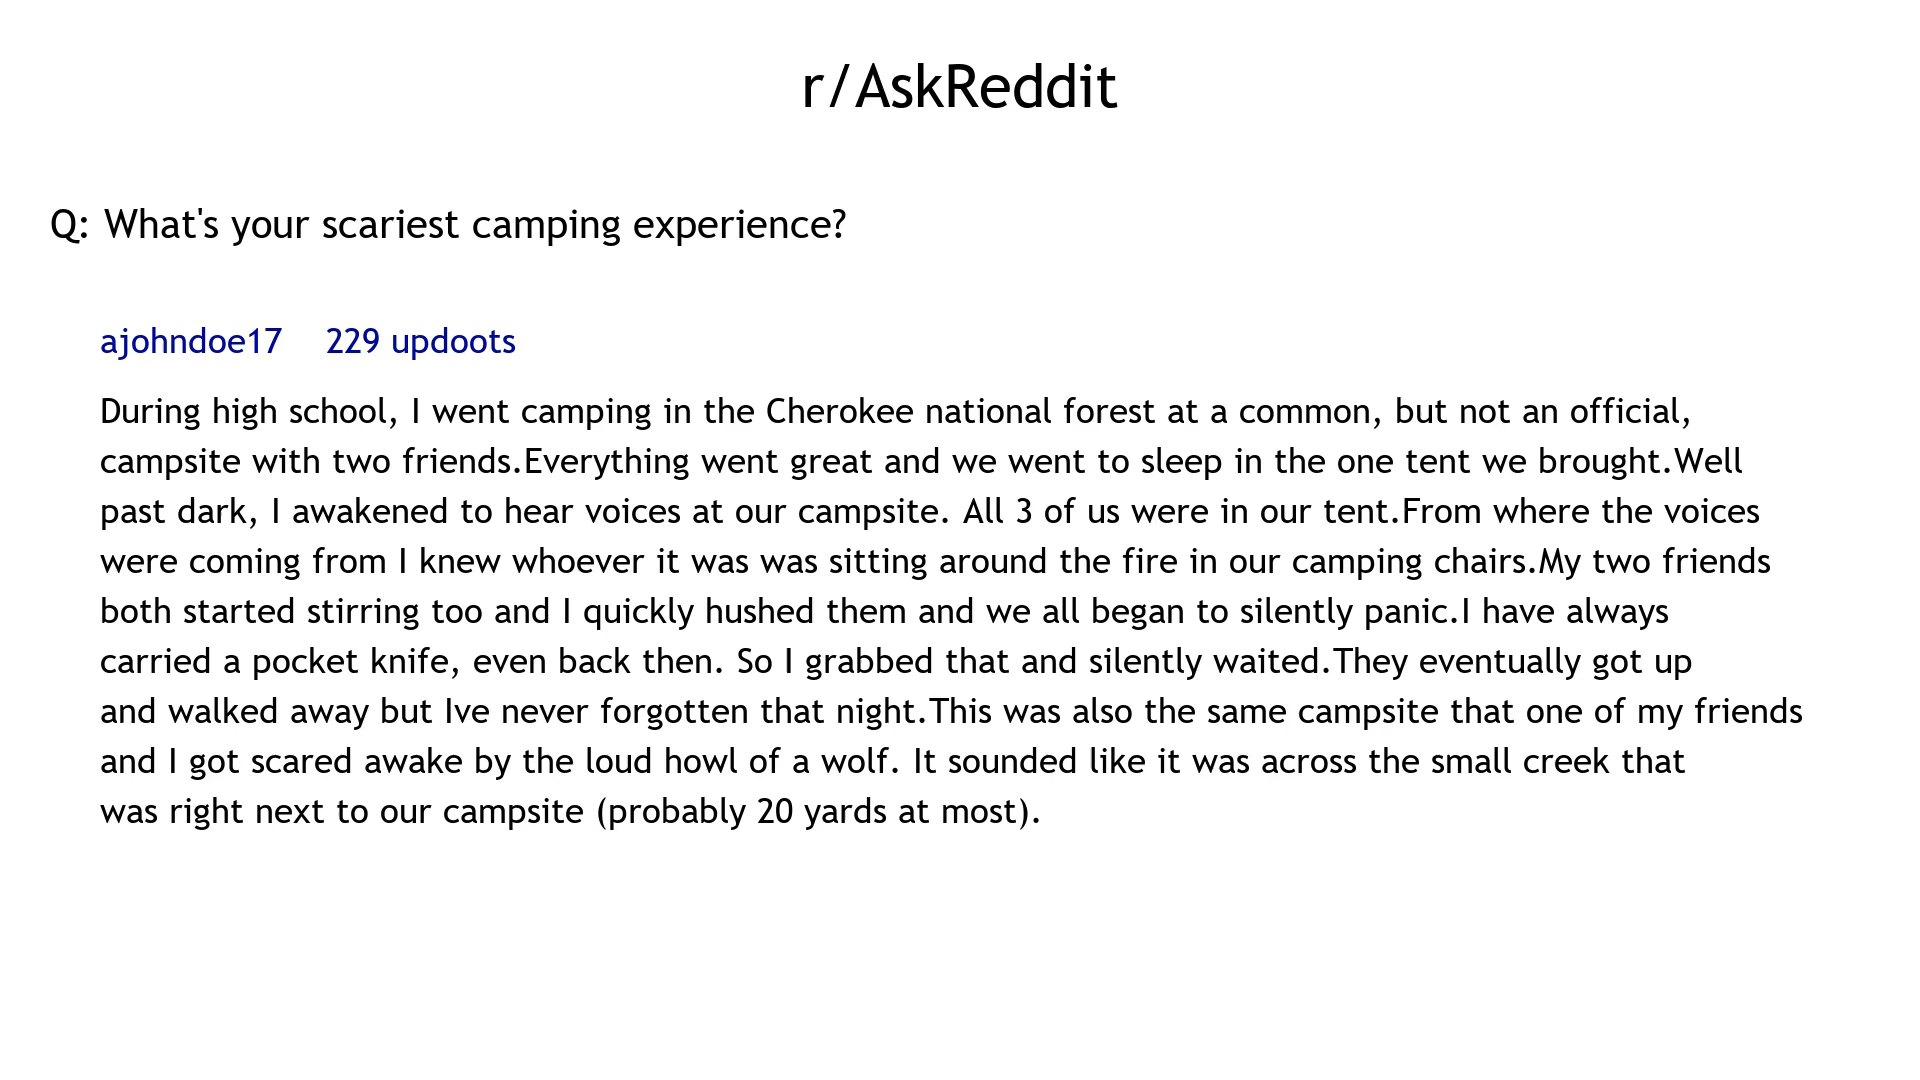 r/AskReddit
Q: What's your scariest camping experience?
ajohndoe17 229 updoots
During high school, I went camping in the Cherokee national forest at a common, but not an official,
campsite with two friends.Everything went great and we went to sleep in the one tent we brought.Well
past dark, I awakened to hear voices at our campsite. All 3 of us were in our tent.From where the voices
were coming from I knew whoever it was was sitting around the fire in our camping chairs.My two friends
both started stirring too and I quickly hushed them and we all began to silently panic.I have always
carried a pocket knife, even back then. So I grabbed that and silently waited.They eventually got up
and walked away but Ive never forgotten that night.This was also the same campsite that one of my friends
and I got scared awake by the loud howl of a wolf. It sounded like it was across the small creek that
was right next to our campsite (probably 20 yards at most).